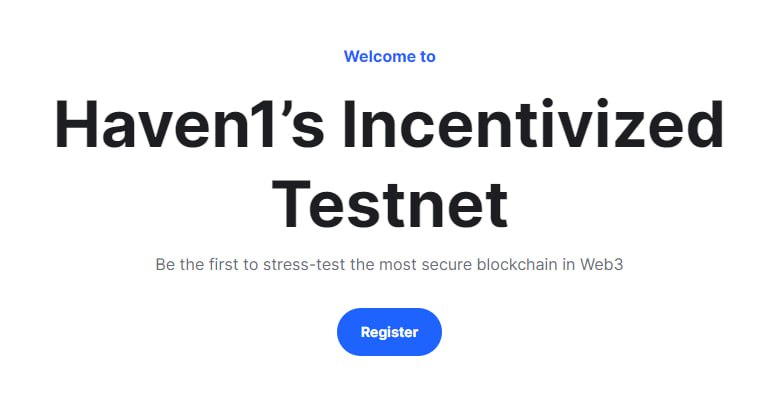 Welcome to
Haven1’s Incentivized
Testnet
Be the first to stress-test the most secure blockchain in Web3
Register